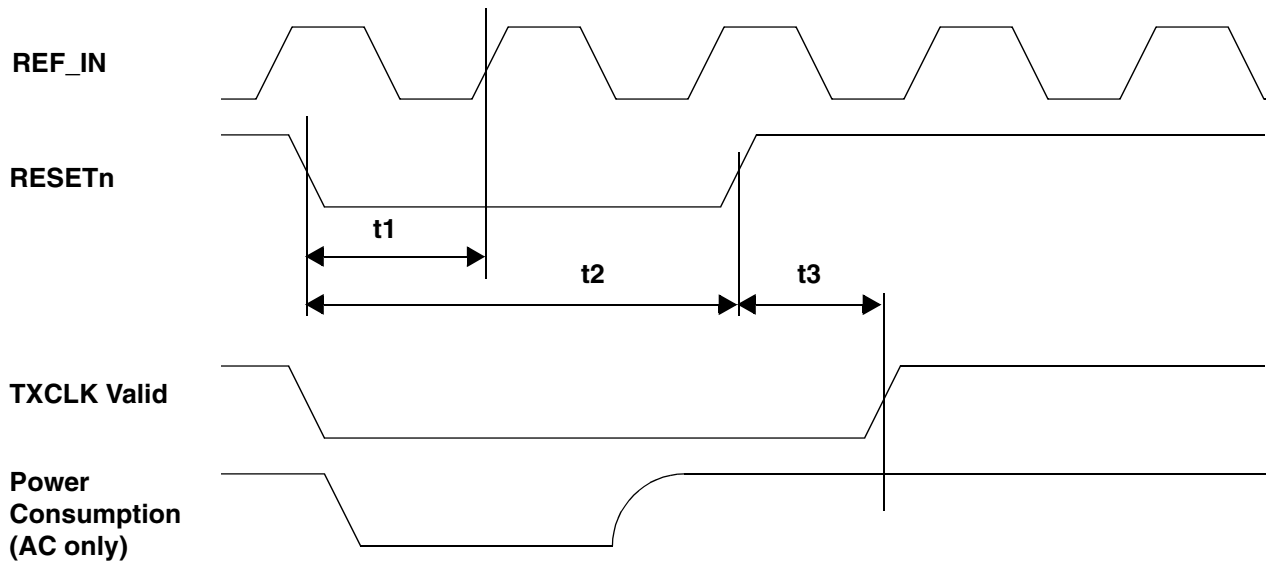 REF_IN
RESETn
t1
t2
t3
TXCLK Valid
Power
Consumption
(AC only)